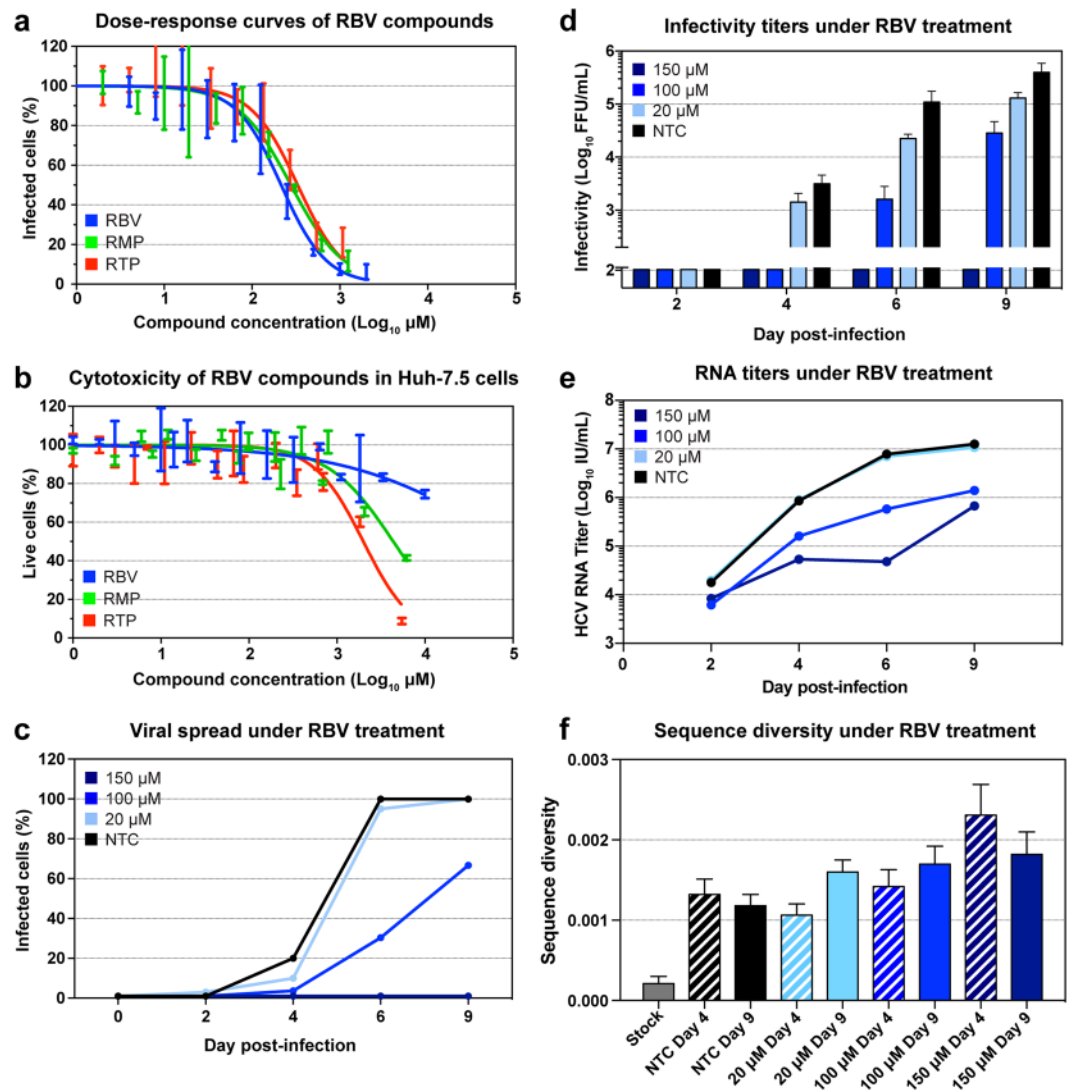 a Dose-response curves of RBV compounds
120
100
80
60
40
20
0
Infected cells (%)
RBV
RMP
RTP
0 1 2 3 4 5
Compound concentration (Log₁₀ µM)
b Cytotoxicity of RBV compounds in Huh-7.5 cells
120
100
80
60
40
20
0
Live cells (%)
RBV
RMP
RTP
0 1 2 3 4 5
Compound concentration (Log₁₀ µM)
c Viral spread under RBV treatment
120
100
80
60
40
20
0
Infected cells (%)
150 µM
100 µM
20 µM
NTC
0 2 4 6 9
Day post-infection
d Infectivity titers under RBV treatment
6
5
4
3
2
Infectivity (Log₁₀ FFU/mL)
150 µM
100 µM
20 µM
NTC
2 4 6 9
Day post-infection
e RNA titers under RBV treatment
8
7
6
5
4
3
HCV RNA Titer (Log₁₀ IU/mL)
150 µM
100 µM
20 µM
NTC
0 2 4 6 9
Day post-infection
f Sequence diversity under RBV treatment
0.003
0.002
0.001
0.000
Sequence diversity
Stock
NTC Day 4
NTC Day 9
20 µM Day 4
20 µM Day 9
100 µM Day 4
100 µM Day 9
150 µM Day 4
150 µM Day 9